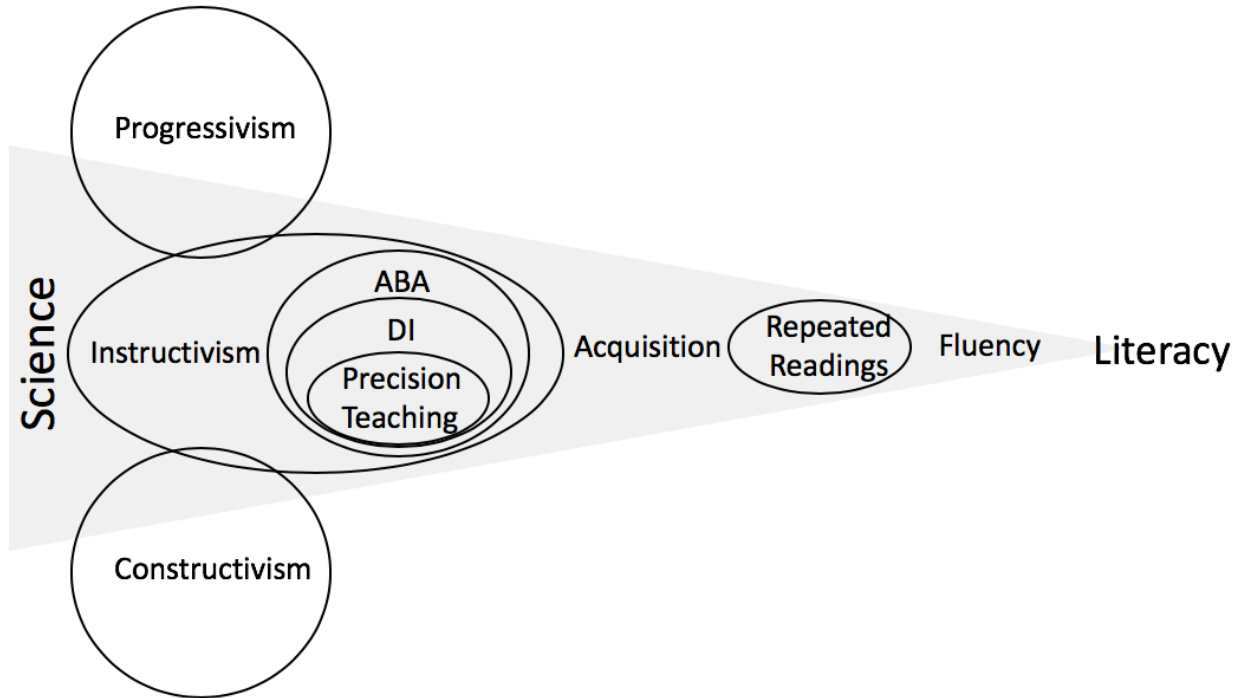 Progressivism
Science
Instructivism
ABA
DI
Precision
Teaching
Acquisition
Repeated
Readings
Fluency
Literacy
Constructivism